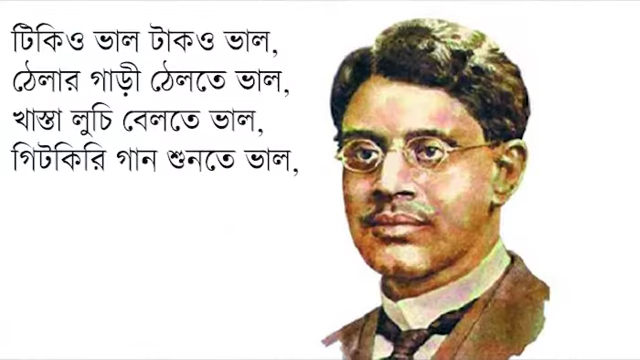 টিকিও ভাল টাকও ভাল,
ঠেলার গাড়ী ঠেলতে ভাল,
খাস্তা লুচি বেলতে ভাল,
গিটকিরি গান শুনতে ভাল,